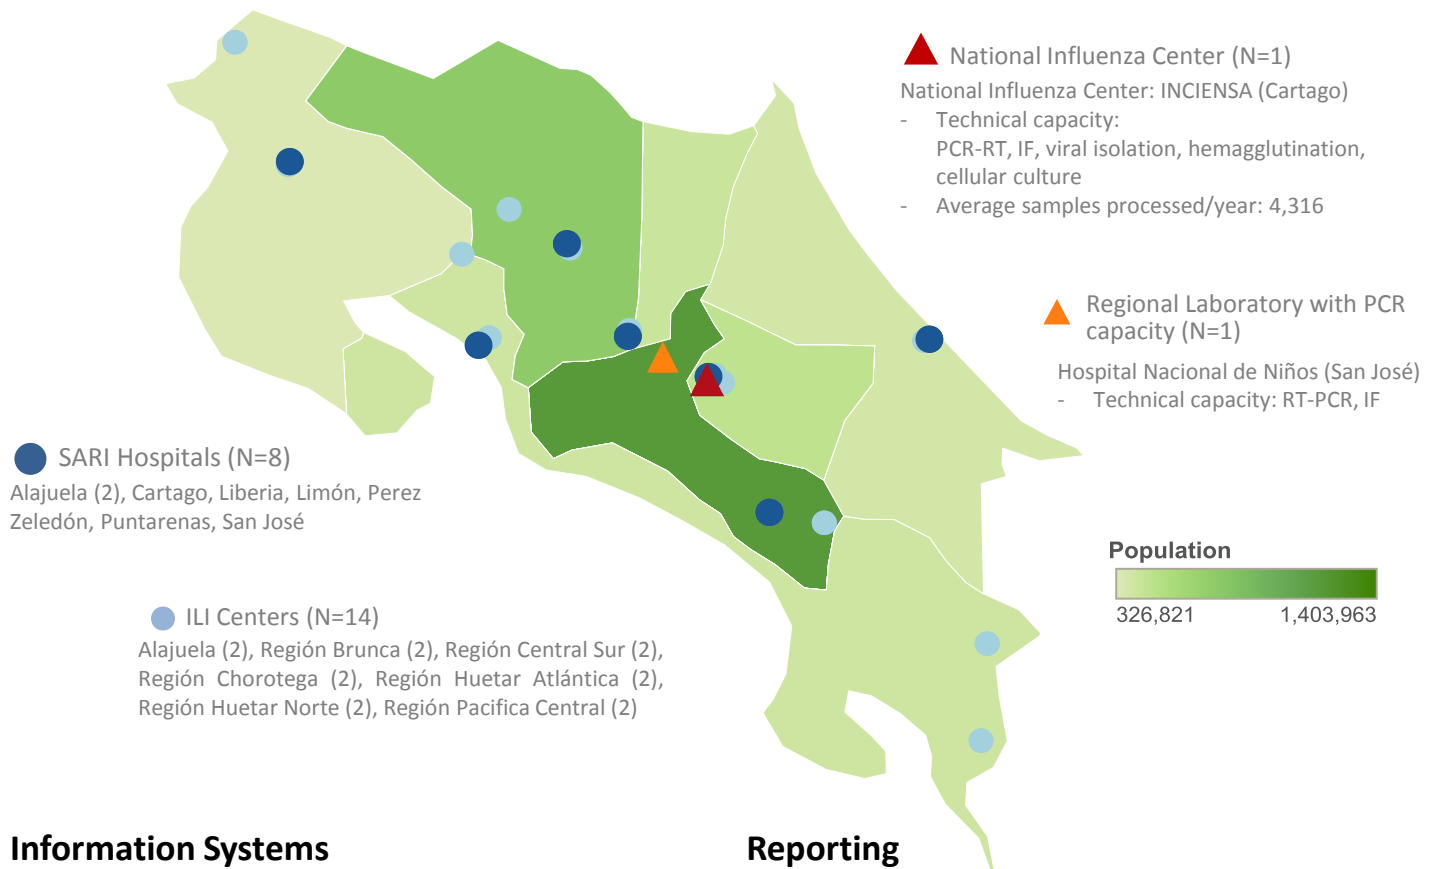 National Influenza Center (N=1)
National Influenza Center: INCIENSA (Cartago)
- Technical capacity:
PCR-RT, IF, viral isolation, hemagglutination,
cellular culture
- Average samples processed/year: 4,316
Regional Laboratory with PCR
capacity (N=1)
Hospital Nacional de Niños (San José)
- Technical capacity: RT-PCR, IF
SARI Hospitals (N=8)
Alajuela (2), Cartago, Liberia, Limón, Perez
Zeledón, Puntarenas, San José
Population
326,821 1,403,963
ILI Centers (N=14)
Alajuela (2), Región Brunca (2), Región Central Sur (2),
Región Chorotega (2), Región Huetar Atlántica (2),
Región Huetar Norte (2), Región Pacifica Central (2)
Information Systems
Reporting